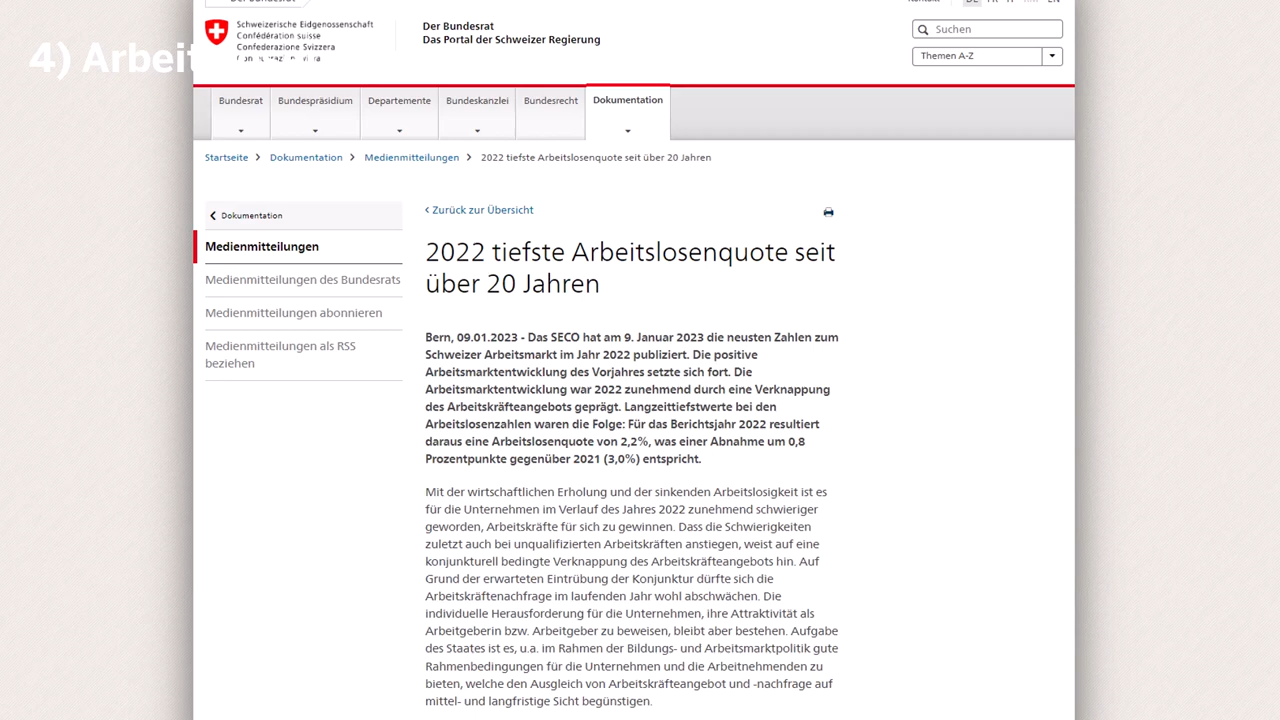 Der Bundesrat
Kontakt
DE FR IT RM EN
Schweizerische Eidgenossenschaft
Confédération suisse
Confederazione Svizzera
Confederaziun svizra
Der Bundesrat
Das Portal der Schweizer Regierung
Suchen
Themen A-Z
4) Arbeit
Bundesrat
Bundespräsidium
Departemente
Bundeskanzlei
Bundesrecht
Dokumentation
Startseite > Dokumentation > Medienmitteilungen > 2022 tiefste Arbeitslosenquote seit über 20 Jahren
Dokumentation
Medienmitteilungen
Medienmitteilungen des Bundesrats
Medienmitteilungen abonnieren
Medienmitteilungen als RSS
beziehen
Zurück zur Übersicht
2022 tiefste Arbeitslosenquote seit
über 20 Jahren
Bern, 09.01.2023 - Das SECO hat am 9. Januar 2023 die neusten Zahlen zum
Schweizer Arbeitsmarkt im Jahr 2022 publiziert. Die positive
Arbeitsmarktentwicklung des Vorjahres setzte sich fort. Die
Arbeitsmarktentwicklung war 2022 zunehmend durch eine Verknappung
des Arbeitskräfteangebots geprägt. Langzeittiefstwerte bei den
Arbeitslosenzahlen waren die Folge: Für das Berichtsjahr 2022 resultiert
daraus eine Arbeitslosenquote von 2,2%, was einer Abnahme um 0,8
Prozentpunkte gegenüber 2021 (3,0%) entspricht.
Mit der wirtschaftlichen Erholung und der sinkenden Arbeitslosigkeit ist es
für die Unternehmen im Verlauf des Jahres 2022 zunehmend schwieriger
geworden, Arbeitskräfte für sich zu gewinnen. Dass die Schwierigkeiten
zuletzt auch bei unqualifizierten Arbeitskräften anstiegen, weist auf eine
konjunkturell bedingte Verknappung des Arbeitskräfteangebots hin. Auf
Grund der erwarteten Eintrübung der Konjunktur dürfte sich die
Arbeitskräftenachfrage im laufenden Jahr wohl abschwächen. Die
individuelle Herausforderung für die Unternehmen, ihre Attraktivität als
Arbeitgeberin bzw. Arbeitgeber zu beweisen, bleibt aber bestehen. Aufgabe
des Staates ist es, u.a. im Rahmen der Bildungs- und Arbeitsmarktpolitik gute
Rahmenbedingungen für die Unternehmen und die Arbeitnehmenden zu
bieten, welche den Ausgleich von Arbeitskräfteangebot und -nachfrage auf
mittel- und langfristige Sicht begünstigen.